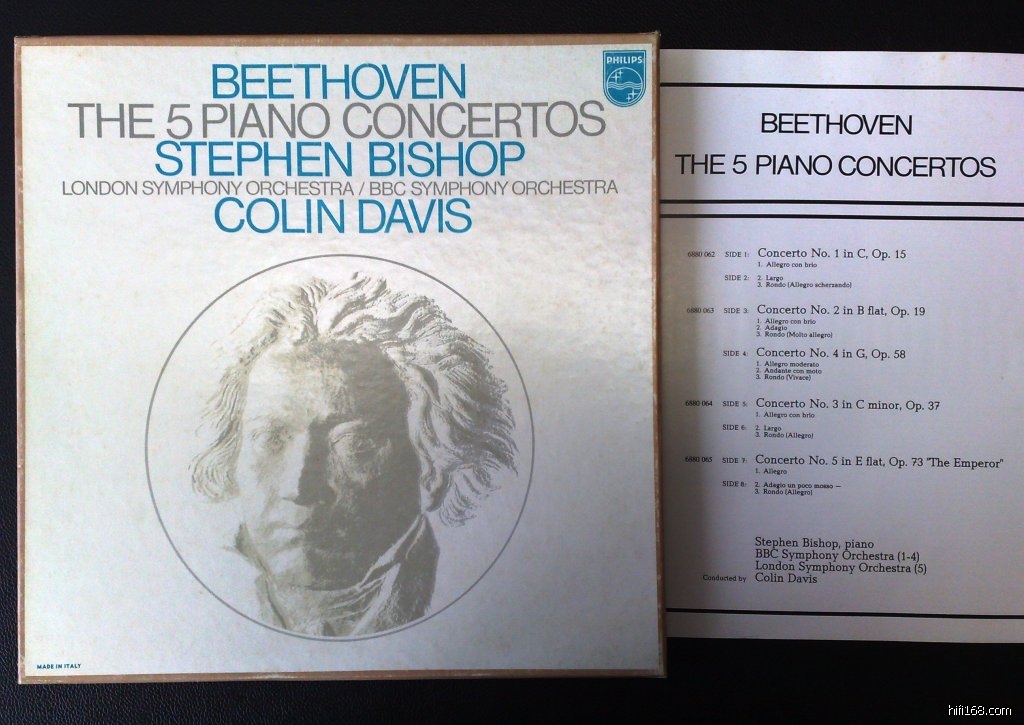 BEETHOVEN
THE 5 PIANO CONCERTOS
STEPHEN BISHOP
LONDON SYMPHONY ORCHESTRA / BBC SYMPHONY ORCHESTRA
COLIN DAVIS
PHILIPS
MADE IN ITALY
BEETHOVEN
THE 5 PIANO CONCERTOS
6880 062 SIDE 1: Concerto No. 1 in C, Op. 15
1. Allegro con brio
SIDE 2: 2. Largo
3. Rondo (Allegro scherzando)
6880 063 SIDE 3: Concerto No. 2 in B flat, Op. 19
1. Allegro con brio
2. Adagio
3. Rondo (Molto allegro)
SIDE 4: Concerto No. 4 in G, Op. 58
1. Allegro moderato
2. Andante con moto
3. Rondo (Vivace)
6880 064 SIDE 5: Concerto No. 3 in C minor, Op. 37
1. Allegro con brio
SIDE 6: 2. Largo
3. Rondo (Allegro)
6880 065 SIDE 7: Concerto No. 5 in E flat, Op. 73 "The Emperor"
1. Allegro
SIDE 8: 2. Adagio un poco mosso —
3. Rondo (Allegro)
Stephen Bishop, piano
BBC Symphony Orchestra (1-4)
London Symphony Orchestra (5)
Conducted by Colin Davis
hifi168.com